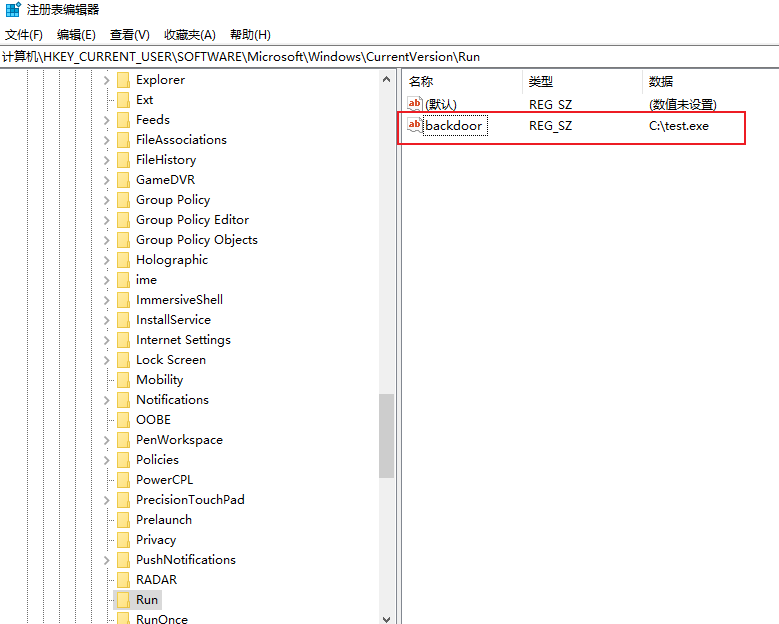 注册表编辑器
文件(F) 编辑(E) 查看(V) 收藏夹(A) 帮助(H)
计算机\HKEY_CURRENT_USER\SOFTWARE\Microsoft\Windows\CurrentVersion\Run
Explorer
Ext
Feeds
FileAssociations
FileHistory
GameDVR
Group Policy
Group Policy Editor
Group Policy Objects
Holographic
ime
ImmersiveShell
InstallService
Internet Settings
Lock Screen
Mobility
Notifications
OOBE
PenWorkspace
Policies
PowerCPL
PrecisionTouchPad
Prelaunch
Privacy
PushNotifications
RADAR
Run
RunOnce
名称 类型 数据
ab (默认) REG_SZ (数值未设置)
ab backdoor REG_SZ C:\test.exe